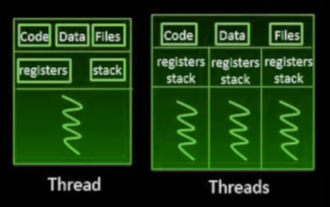 Code Data Files
registers stack
Thread
Code Data Files
registers registers registers
stack stack stack
Threads